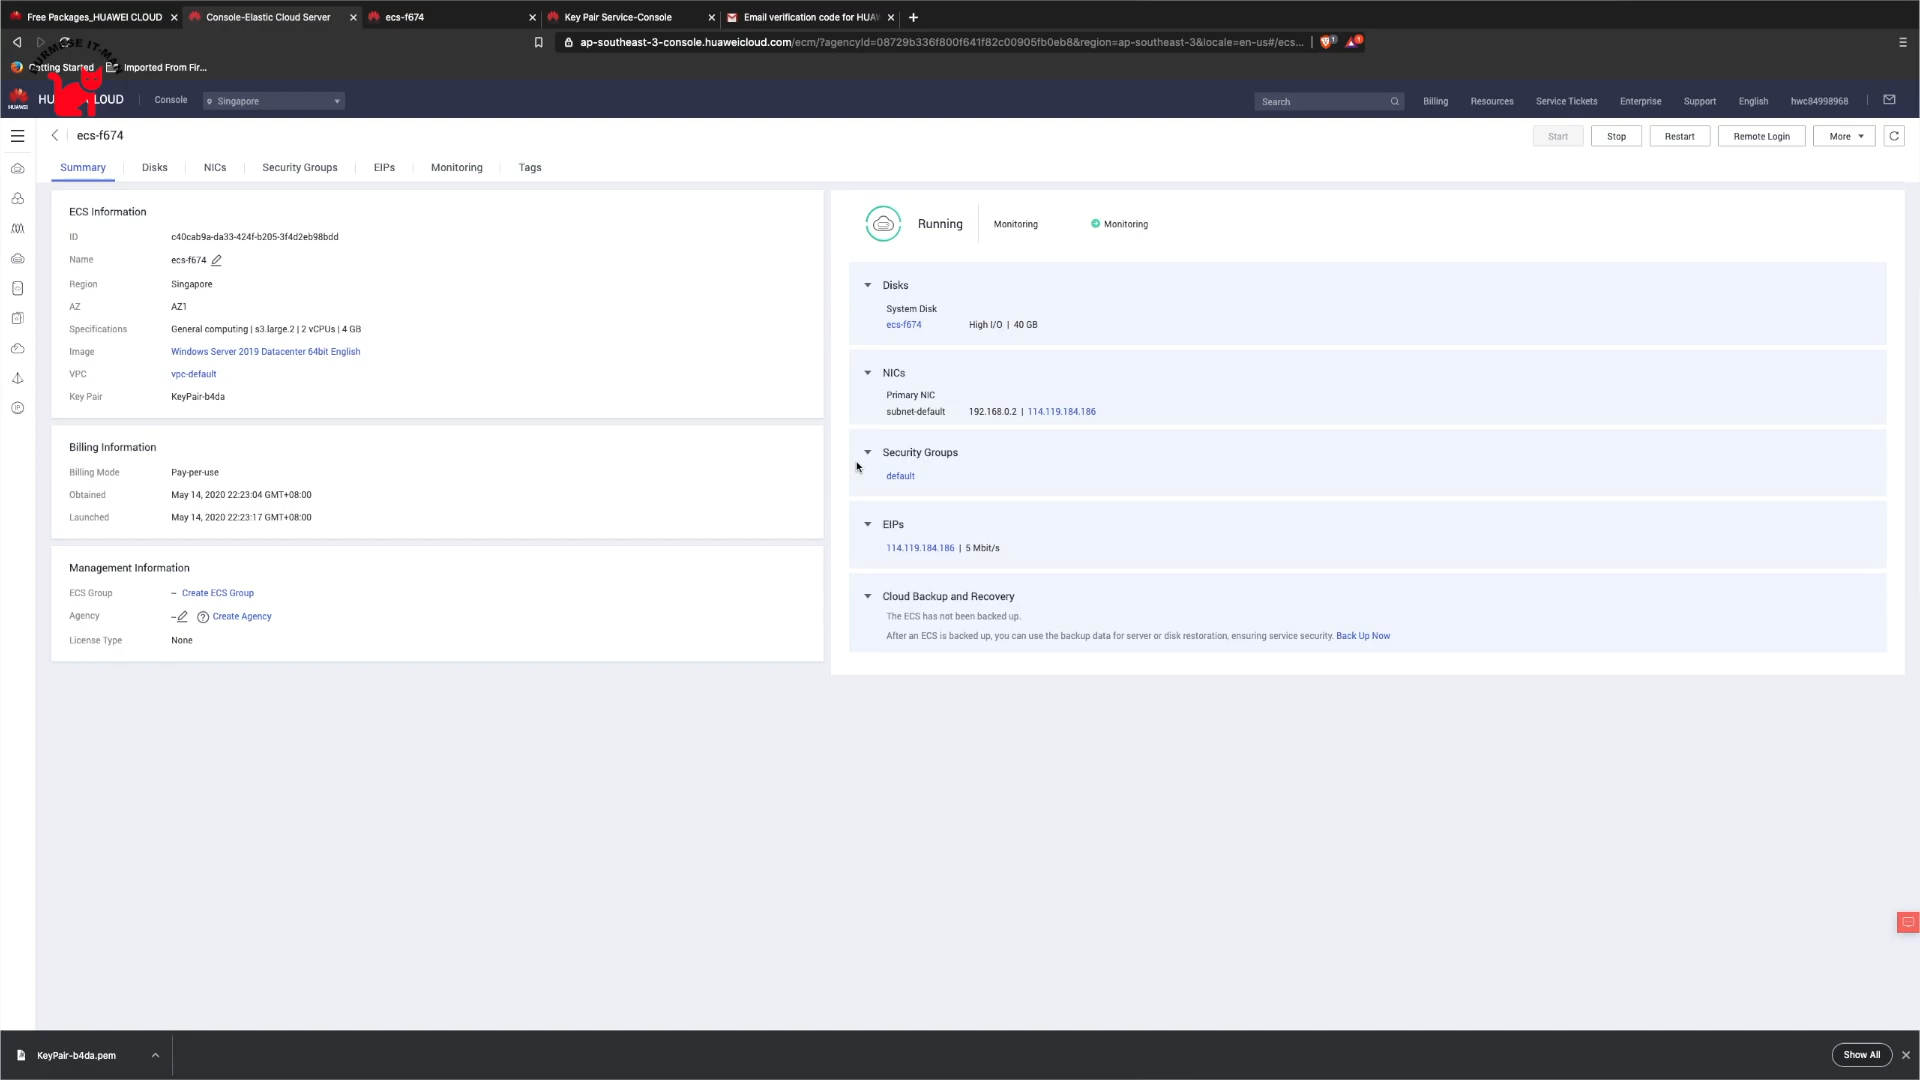 Free Packages_HUAWEI CLOUD
Console-Elastic Cloud Server
ecs-f674
Key Pair Service-Console
Email verification code for HUAW
ap-southeast-3-console.huaweicloud.com/ecm/?agencyId=08729b336f800f641f82c00905fb0eb8&region=ap-southeast-3&locale=en-us#/ecs...
Getting Started
Imported From Fir...
HUAWEI
HU LOUD
Console
Singapore
Search
Billing
Resources
Service Tickets
Enterprise
Support
English
hwc84998968
ecs-f674
Start
Stop
Restart
Remote Login
More
Summary
Disks
NICs
Security Groups
EIPs
Monitoring
Tags
ECS Information
ID c40cab9a-da33-424f-b205-3f4d2eb98bdd
Name ecs-f674
Region Singapore
AZ AZ1
Specifications General computing | s3.large.2 | 2 vCPUs | 4 GB
Image Windows Server 2019 Datacenter 64bit English
VPC vpc-default
Key Pair KeyPair-b4da
Billing Information
Billing Mode Pay-per-use
Obtained May 14, 2020 22:23:04 GMT+08:00
Launched May 14, 2020 22:23:17 GMT+08:00
Management Information
ECS Group -- Create ECS Group
Agency -- Create Agency
License Type None
Running
Monitoring
Monitoring
Disks
System Disk
ecs-f674 High I/O | 40 GB
NICs
Primary NIC
subnet-default 192.168.0.2 | 114.119.184.186
Security Groups
default
EIPs
114.119.184.186 | 5 Mbit/s
Cloud Backup and Recovery
The ECS has not been backed up.
After an ECS is backed up, you can use the backup data for server or disk restoration, ensuring service security. Back Up Now
KeyPair-b4da.pem
Show All